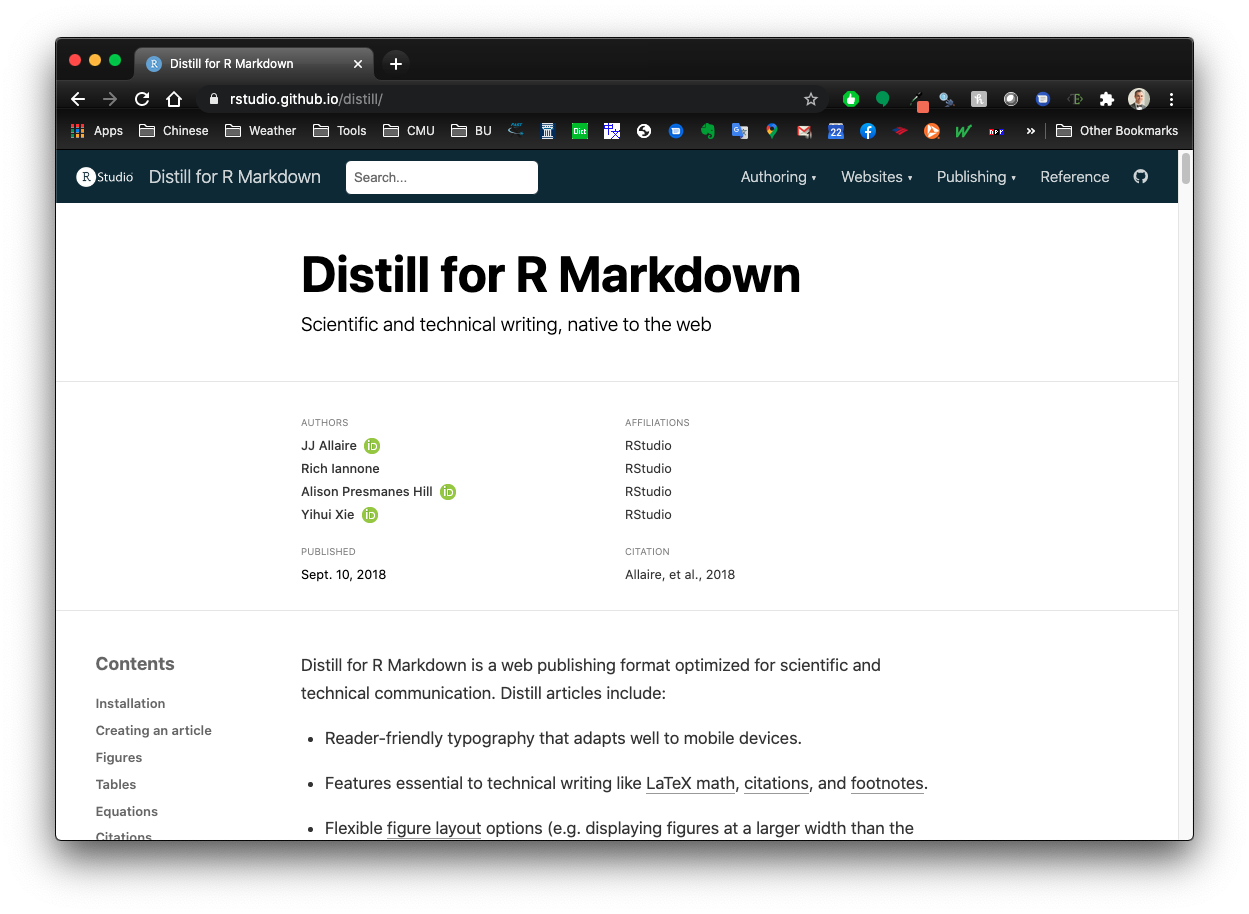 Distill for R Markdown
rstudio.github.io/distill/
Apps Chinese Weather Tools CMU BU Dict 22 npr » Other Bookmarks
R Studio Distill for R Markdown Search... Authoring ▾ Websites ▾ Publishing ▾ Reference
Distill for R Markdown
Scientific and technical writing, native to the web
AUTHORS AFFILIATIONS
JJ Allaire iD RStudio
Rich Iannone RStudio
Alison Presmanes Hill iD RStudio
Yihui Xie iD RStudio
PUBLISHED CITATION
Sept. 10, 2018 Allaire, et al., 2018
Contents
Installation
Creating an article
Figures
Tables
Equations
Citations
Distill for R Markdown is a web publishing format optimized for scientific and
technical communication. Distill articles include:
• Reader-friendly typography that adapts well to mobile devices.
• Features essential to technical writing like LaTeX math, citations, and footnotes.
• Flexible figure layout options (e.g. displaying figures at a larger width than the